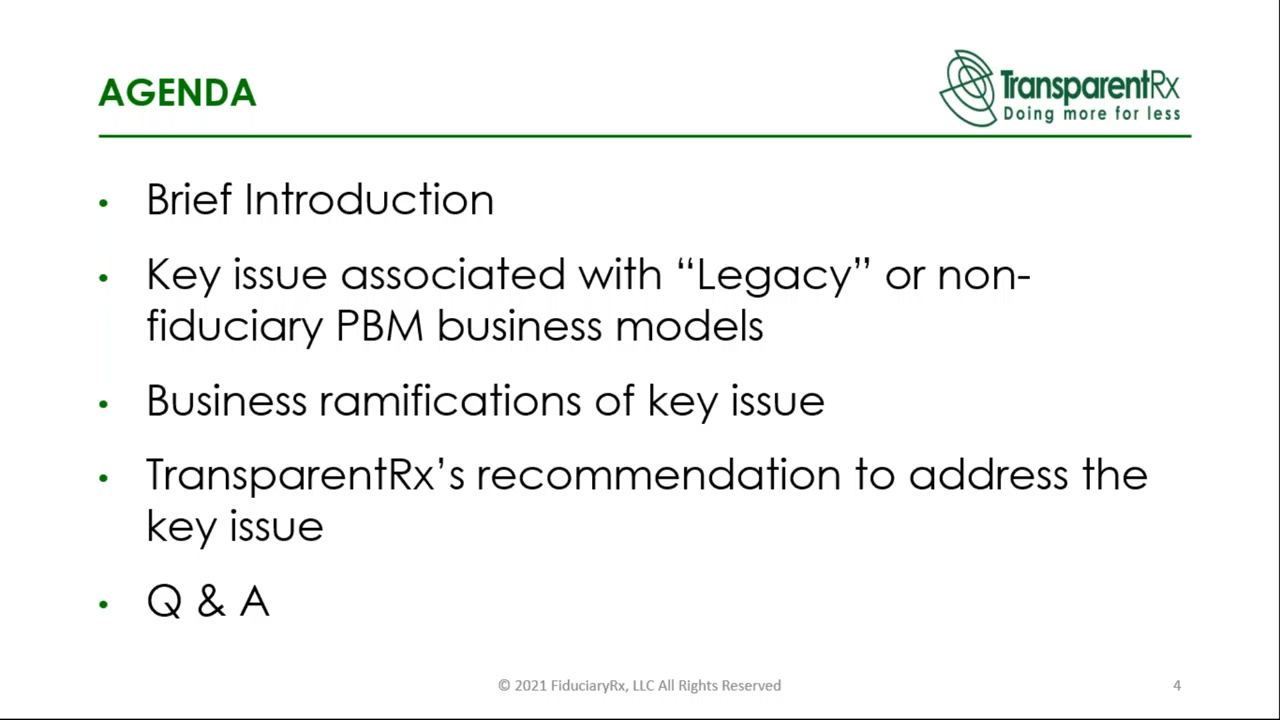 AGENDA
TransparentRx
Doing more for less
• Brief Introduction
• Key issue associated with “Legacy” or non-
fiduciary PBM business models
• Business ramifications of key issue
• TransparentRx’s recommendation to address the
key issue
• Q & A
© 2021 FiduciaryRx, LLC All Rights Reserved
4